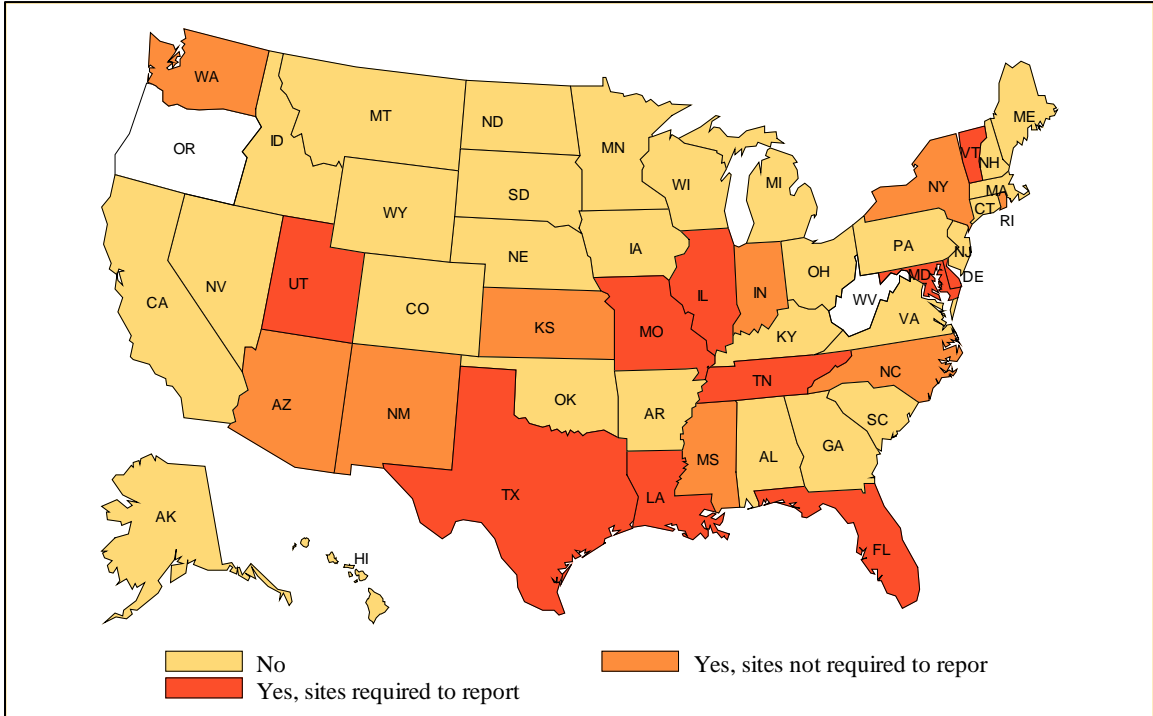 WA
MT
ND
MN
ME
OR
ID
VT
NH
SD
WI
MI
NY
MA
WY
CT
RI
IA
PA
NE
NJ
OH
MD
DE
NV
UT
IL
IN
WV
CA
CO
VA
KS
MO
KY
TN
NC
AZ
NM
OK
AR
SC
MS
AL
GA
TX
LA
AK
FL
HI
No
Yes, sites not required to repor
Yes, sites required to report